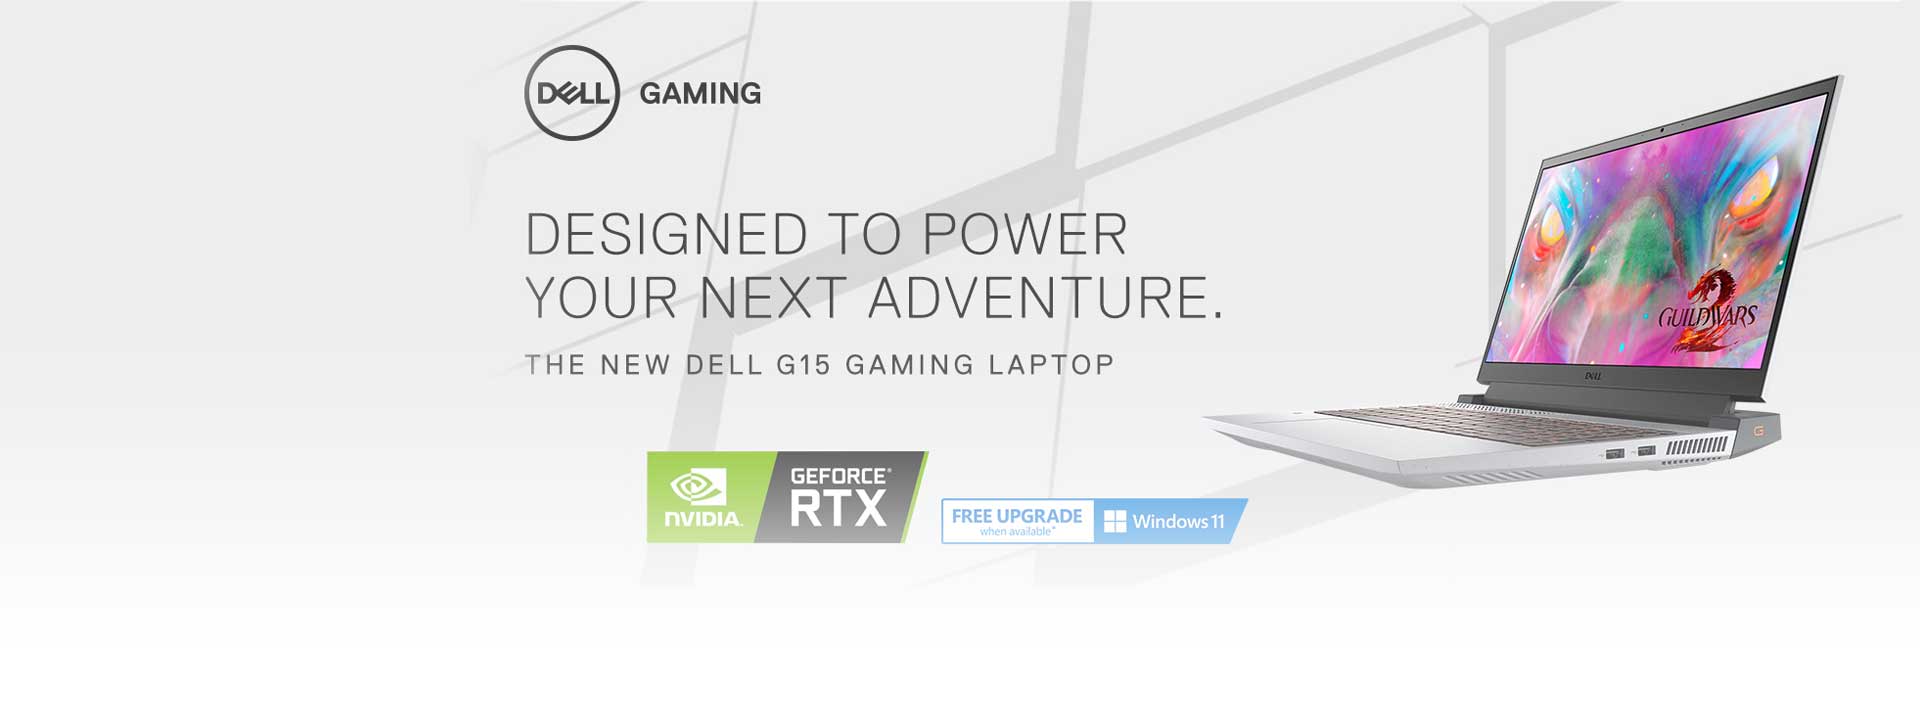 DELL GAMING
DESIGNED TO POWER
YOUR NEXT ADVENTURE.
THE NEW DELL G15 GAMING LAPTOP
GUILD WARS 2
DELL
G
NVIDIA.
GEFORCE®
RTX
FREE UPGRADE
when available*
Windows 11